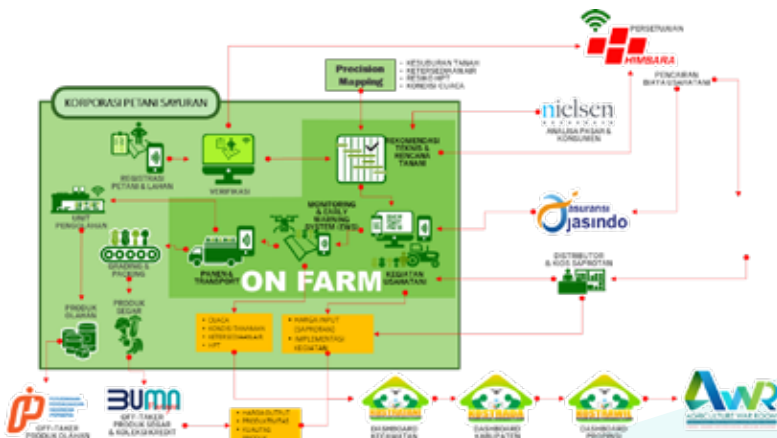 PERSETUJUAN
HIMBARA
PENCAIRAN
BIAYA USAHATANI
Precision
Mapping
KESUBURAN TANAH
KETERSEDIAAN AIR
RESIKO HPT
KONDISI CUACA
KORPORASI PETANI SAYURAN
nielsen
ANALISA PASAR &
KONSUMEN
REGISTRASI
PETANI & LAHAN
VERIFIKASI
REKOMENDASI
TEKNIS &
RENCANA
TANAM
MONITORING
& EARLY
WARNING
SYSTEM (EWS)
UNIT
PENGOLAHAN
asuransi
jasindo
GRADING &
PACKING
PANEN &
TRANSPORT
ON FARM
KEGIATAN
USAHATANI
DISTRIBUTOR
& KIOS SAPROTAN
PRODUK
OLAHAN
PRODUK
SEGAR
CUACA
KONDISI TANAMAN
KETERSEDIAAN AIR
HPT
HARGA INPUT
(SAPROTAN)
IMPLEMENTASI
KEGIATAN
BUMN
OFF-TAKER
PRODUK OLAHAN
OFF-TAKER
PRODUK SEGAR
& KOLEKSI KREDIT
HARGA OUTPUT
PRODUKTIVITAS
KUALITAS
DASHBOARD
KECAMATAN
DASHBOARD
KABUPATEN
DASHBOARD
PROPINSI
AWR
AGRICULTURE WAR ROOM